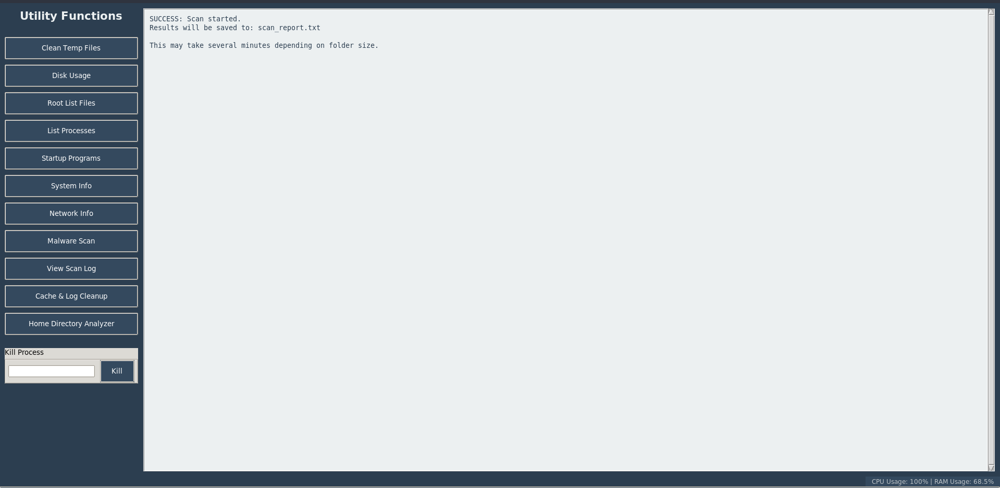 Utility Functions
Clean Temp Files
Disk Usage
Root List Files
List Processes
Startup Programs
System Info
Network Info
Malware Scan
View Scan Log
Cache & Log Cleanup
Home Directory Analyzer
Kill Process
Kill
SUCCESS: Scan started.
Results will be saved to: scan_report.txt
This may take several minutes depending on folder size.
CPU Usage: 100% | RAM Usage: 68.5%